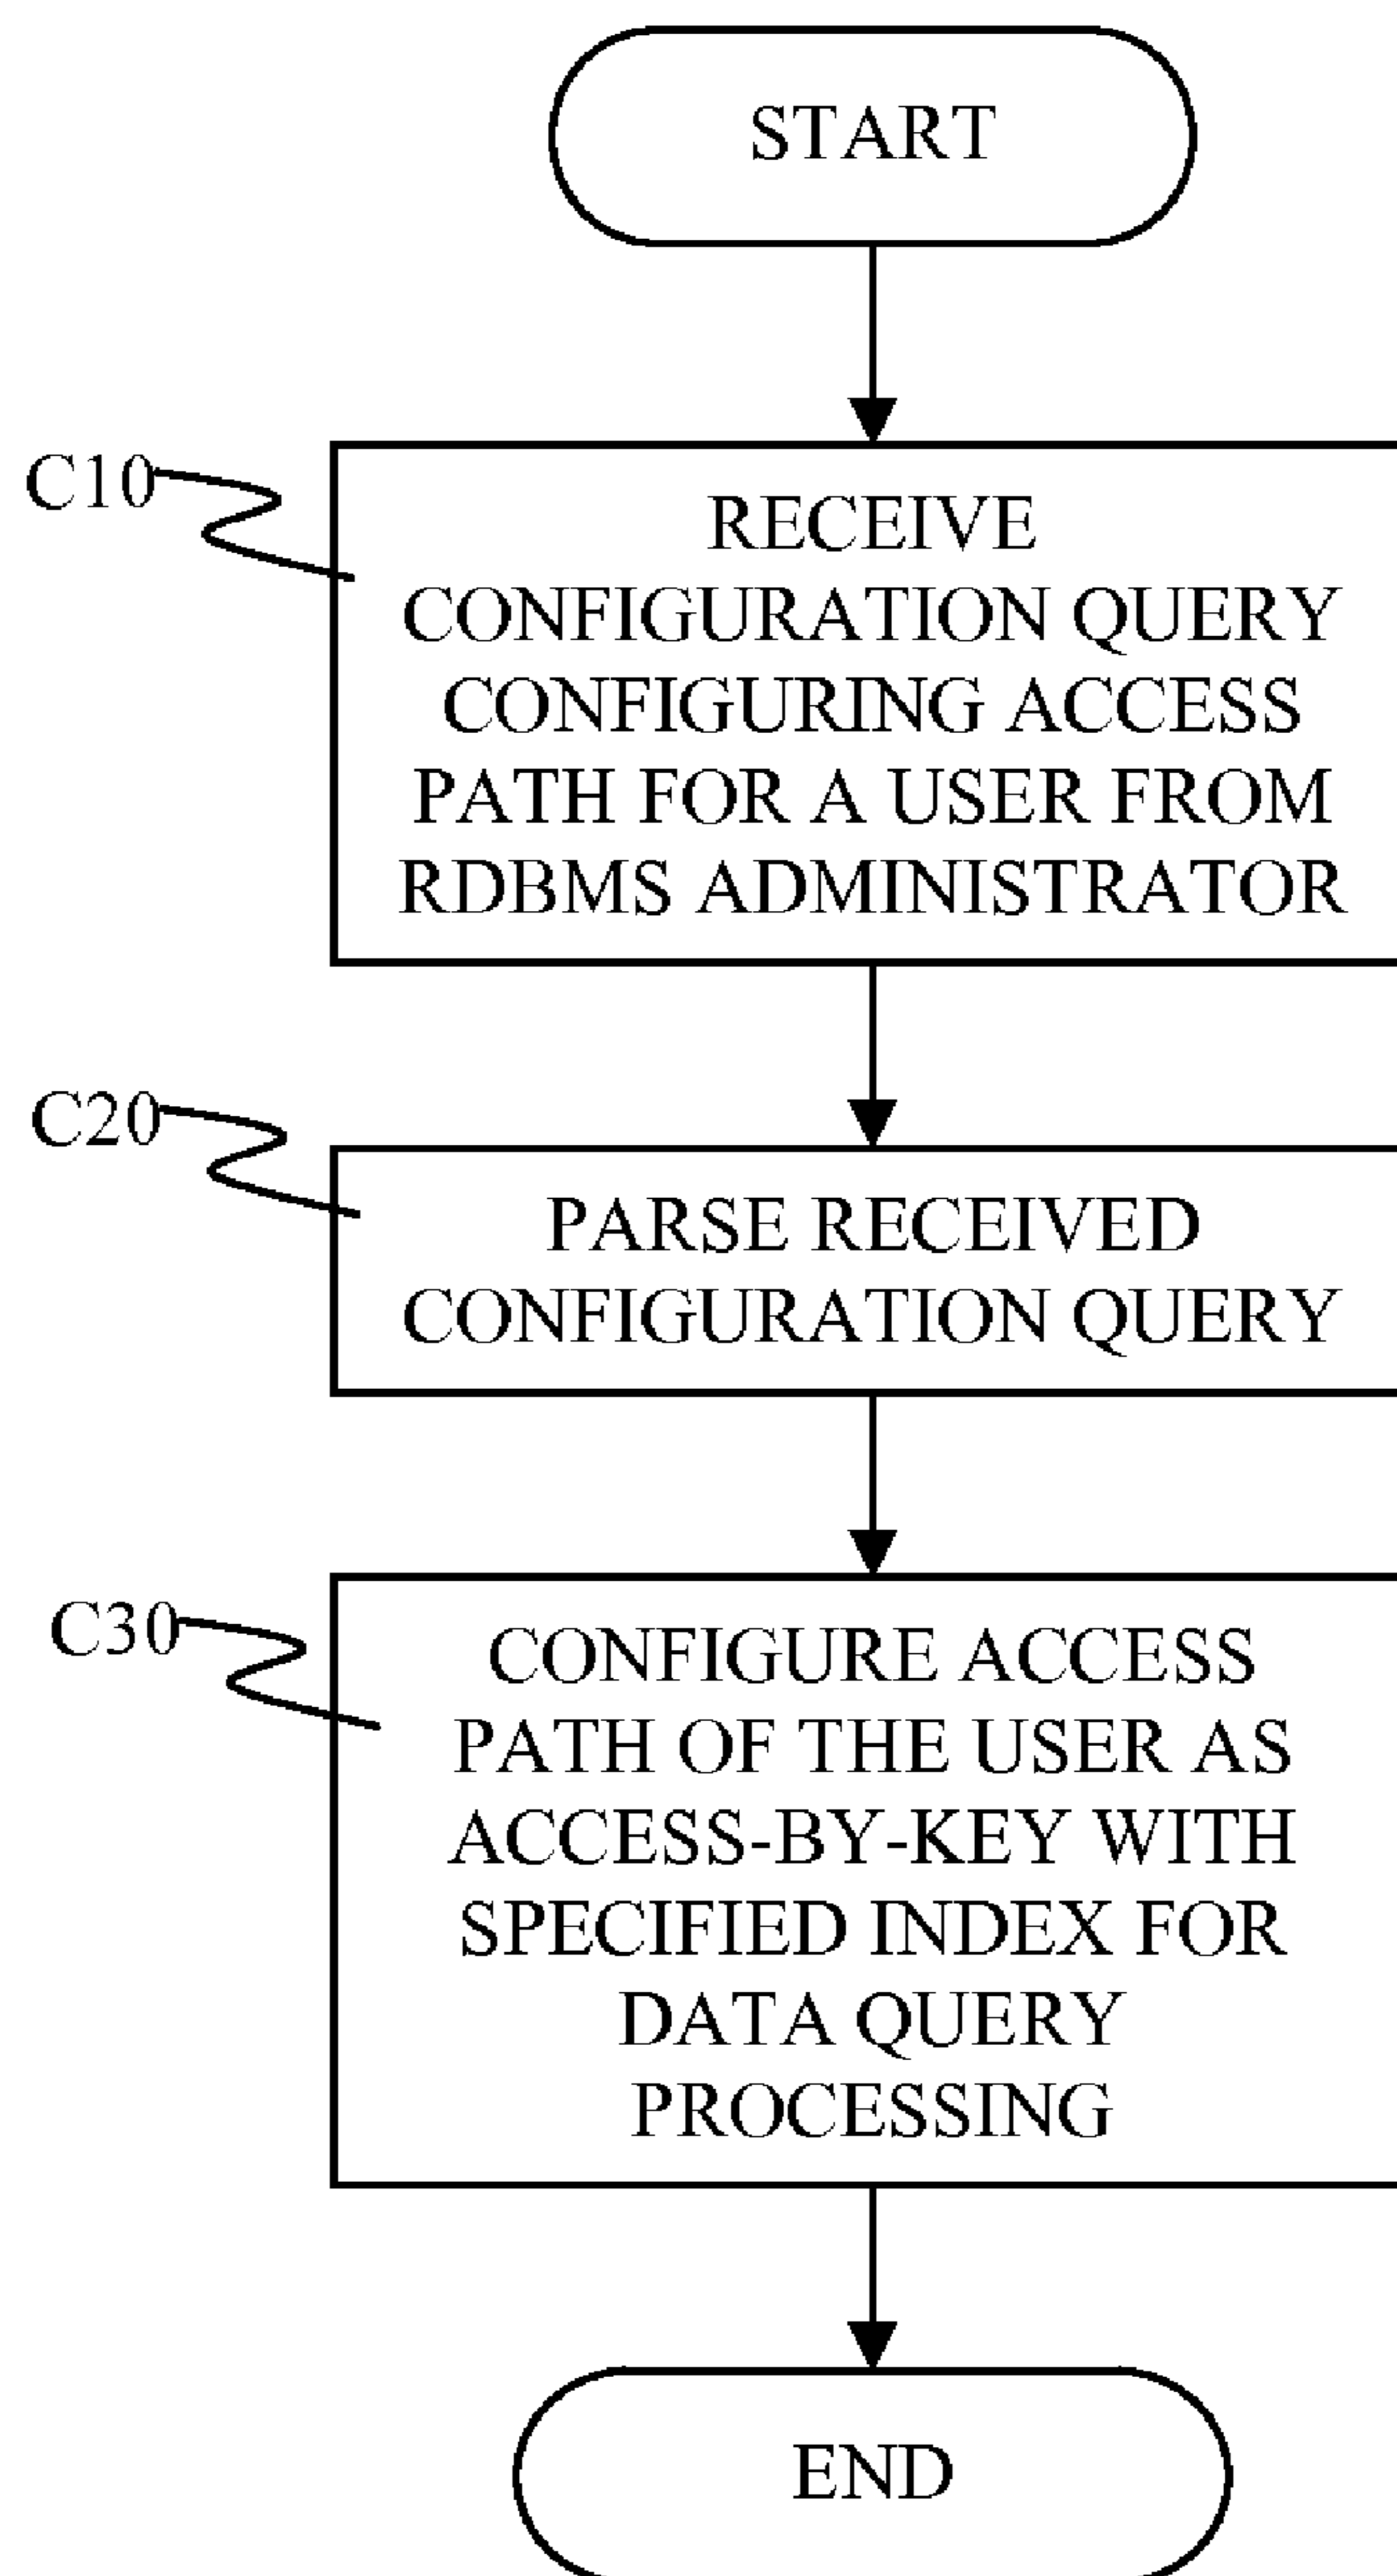 START
C10
RECEIVE
CONFIGURATION QUERY
CONFIGURING ACCESS
PATH FOR A USER FROM
RDBMS ADMINISTRATOR
C20
PARSE RECEIVED
CONFIGURATION QUERY
C30
CONFIGURE ACCESS
PATH OF THE USER AS
ACCESS-BY-KEY WITH
SPECIFIED INDEX FOR
DATA QUERY
PROCESSING
END